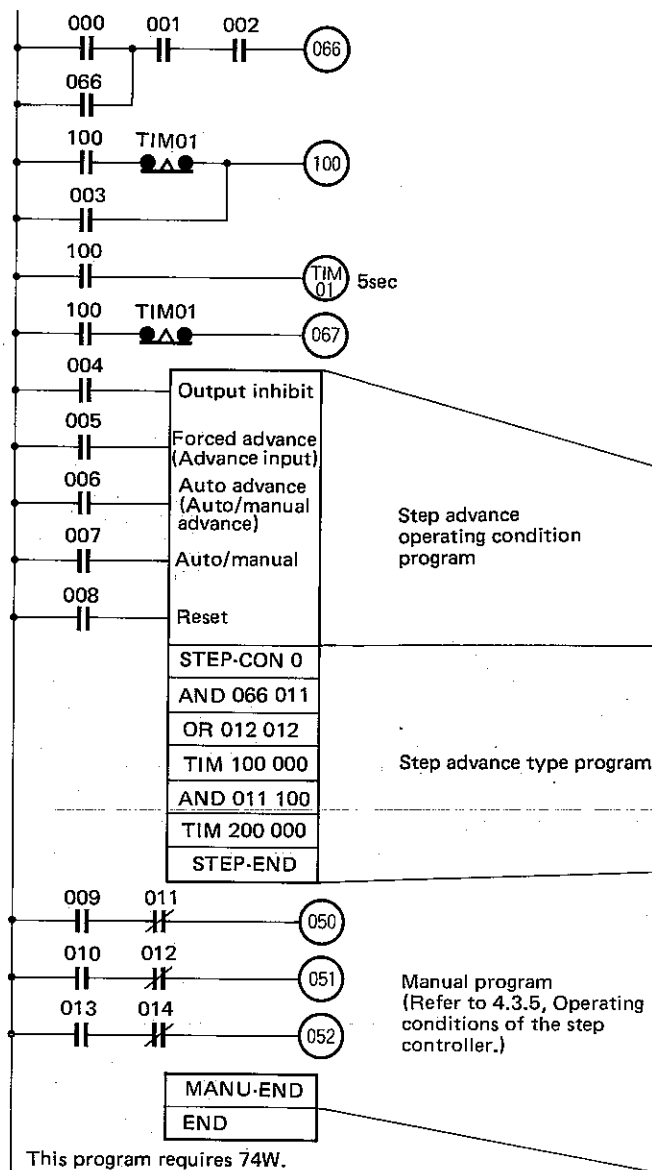 000 001 002
066
066
100 TIM01
100
003
100
TIM 01 5sec
100 TIM01
067
004
Output inhibit
005
Forced advance
(Advance input)
006
Auto advance
(Auto/manual
advance)
007
Auto/manual
008
Reset
Step advance
operating condition
program
STEP-CON 0
AND 066 011
OR 012 012
TIM 100 000
AND 011 100
TIM 200 000
STEP-END
Step advance type program
009 011
050
010 012
051
013 014
052
Manual program
(Refer to 4.3.5, Operating
conditions of the step
controller.)
MANU-END
END
This program requires 74W.